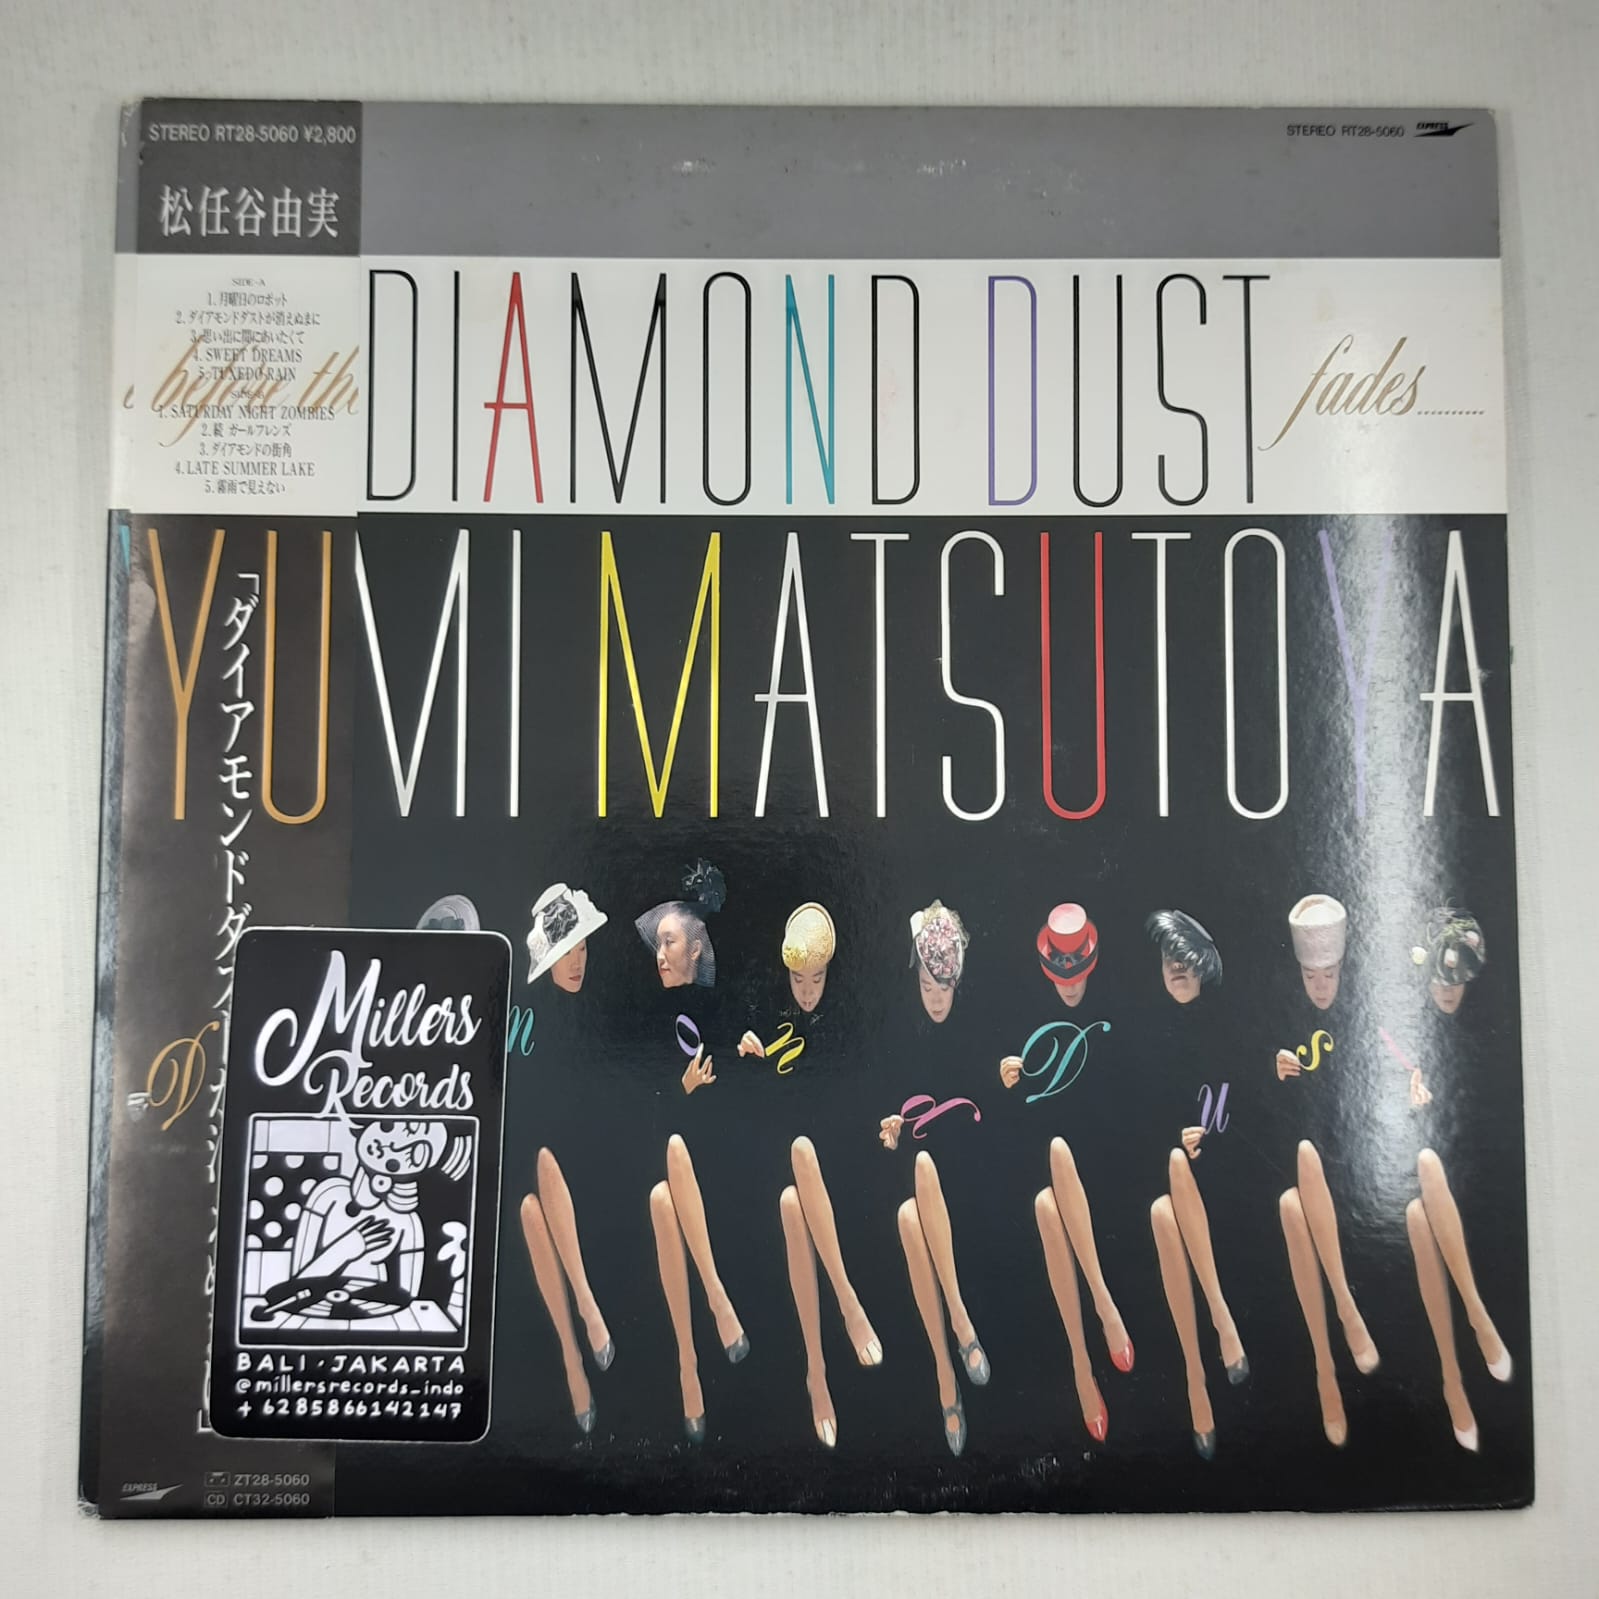 STEREO RT28-5060 ¥2,800
STEREO RT28-5060 EXPRESS
松任谷由実
SIDE-A
1. 月曜日のロボット
2. ダイアモンドダストが消えぬまに
3. 思い出に間にあいたくて
4. SWEET DREAMS
5. TUXEDO RAIN
SIDE-B
1. SATURDAY NIGHT ZOMBIES
2. 続 ガールフレンズ
3. ダイアモンドの街角
4. LATE SUMMER LAKE
5. 霧雨で見えない
before the DIAMOND DUST fades..........
YUMI MATSUTOYA
「ダイアモンドダ
D n o n d D u s
Millers
Records
BALI · JAKARTA
@millersrecords_indo
+ 6285866142147
EXPRESS
ZT28-5060
CD CT32-5060